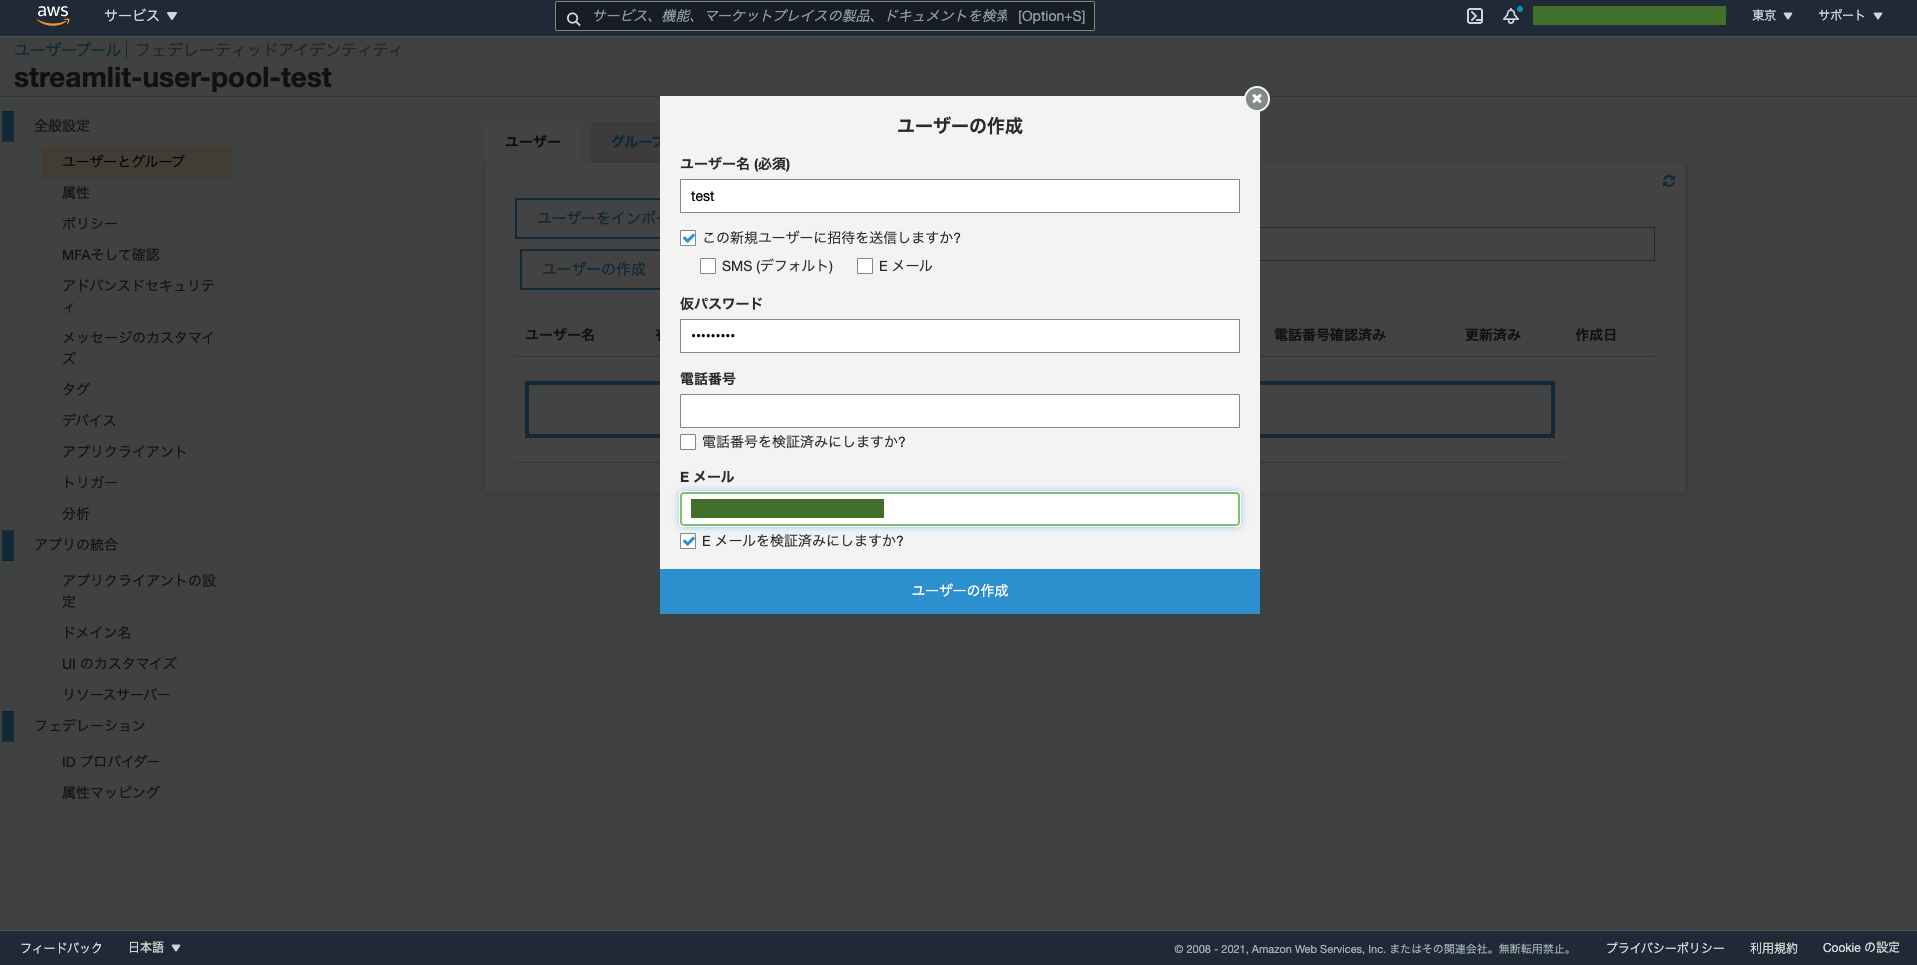 aws
サービス ▼
サービス、機能、マーケットプレイスの製品、ドキュメントを検索 [Option+S]
東京 ▼
サポート ▼
ユーザープール | フェデレーティッドアイデンティティ
streamlit-user-pool-test
全般設定
ユーザーとグループ
属性
ポリシー
MFAそして確認
アドバンスドセキュリテ
ィ
メッセージのカスタマイ
ズ
タグ
デバイス
アプリクライアント
トリガー
分析
アプリの統合
アプリクライアントの設
定
ドメイン名
UI のカスタマイズ
リソースサーバー
フェデレーション
ID プロバイダー
属性マッピング
ユーザー
グループ
ユーザーをインポ
ユーザーの作成
ユーザー名
電話番号確認済み
更新済み
作成日
ユーザーの作成
ユーザー名 (必須)
test
この新規ユーザーに招待を送信しますか?
SMS (デフォルト)
E メール
仮パスワード
•••••••••
電話番号
電話番号を検証済みにしますか?
E メール
E メールを検証済みにしますか?
ユーザーの作成
フィードバック
日本語 ▼
© 2008 - 2021, Amazon Web Services, Inc. またはその関連会社。無断転用禁止。
プライバシーポリシー
利用規約
Cookie の設定